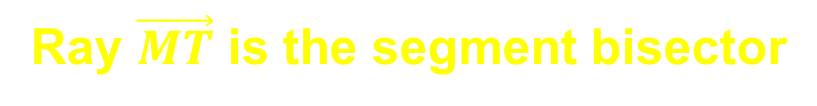 Ray $\overrightarrow{MT}$ is the segment bisector